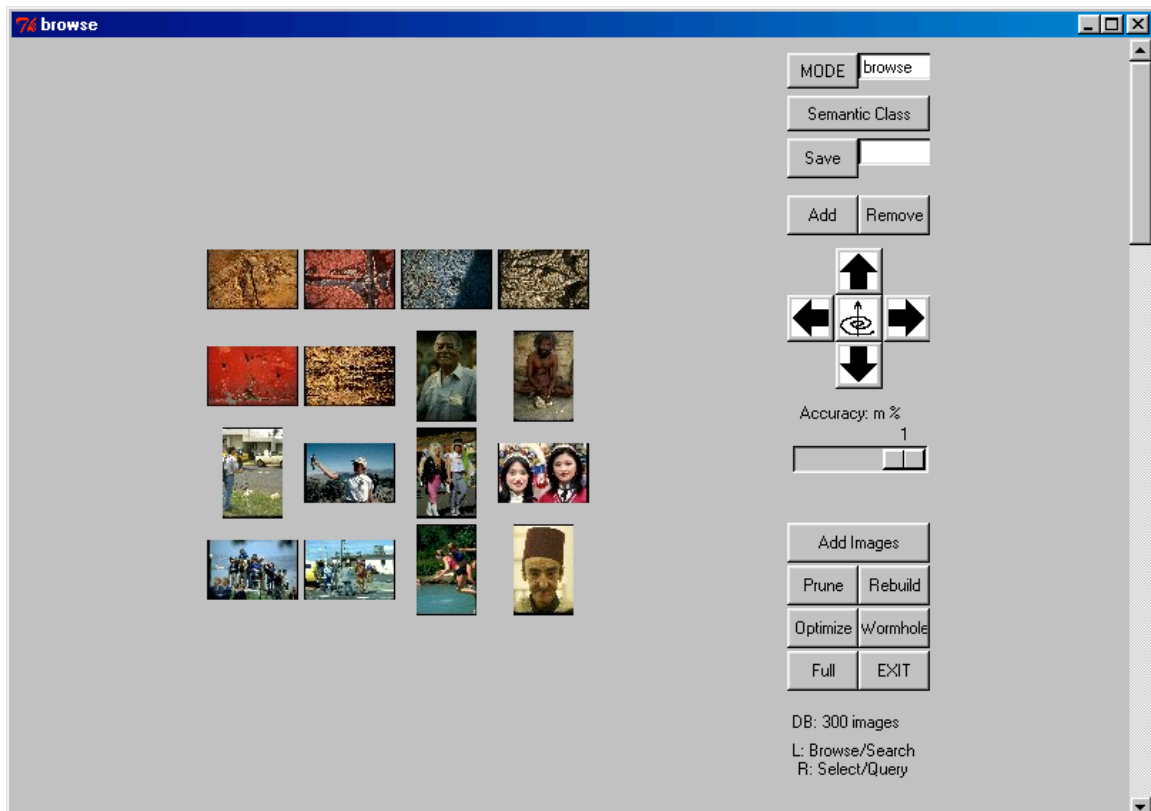 browse
MODE browse
Semantic Class
Save
Add Remove
Accuracy: m %
1
Add Images
Prune Rebuild
Optimize Wormhole
Full EXIT
DB: 300 images
L: Browse/Search
R: Select/Query